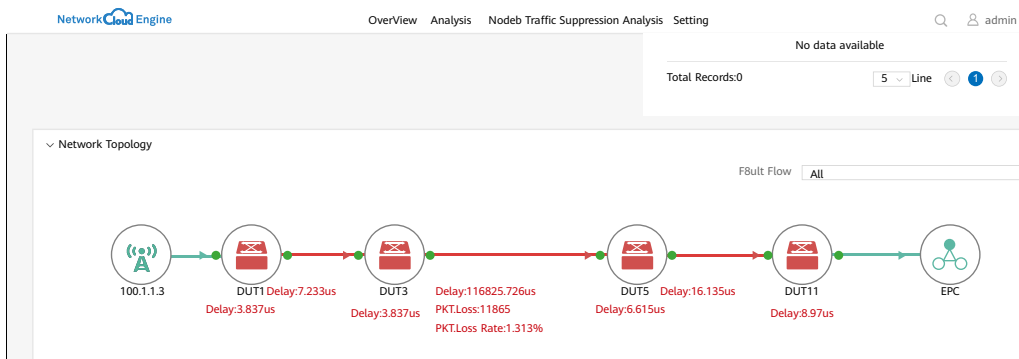 NetworkCloud Engine
OverView Analysis Nodeb Traffic Suppression Analysis Setting
admin
No data available
Total Records:0
5 Line 1
Network Topology
F8ult Flow All
100.1.1.3
DUT1
Delay:7.233us
Delay:3.837us
DUT3
Delay:3.837us
Delay:116825.726us
PKT.Loss:11865
PKT.Loss Rate:1.313%
DUT5
Delay:16.135us
Delay:6.615us
DUT11
Delay:8.97us
EPC